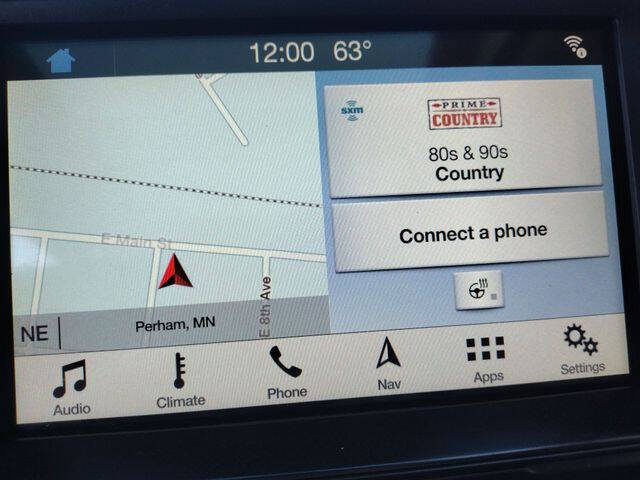 12:00 63°
sxm
PRIME
COUNTRY
80s & 90s
Country
Connect a phone
E Main St
E 8th Ave
NE
Perham, MN
Audio
Climate
Phone
Nav
Apps
Settings